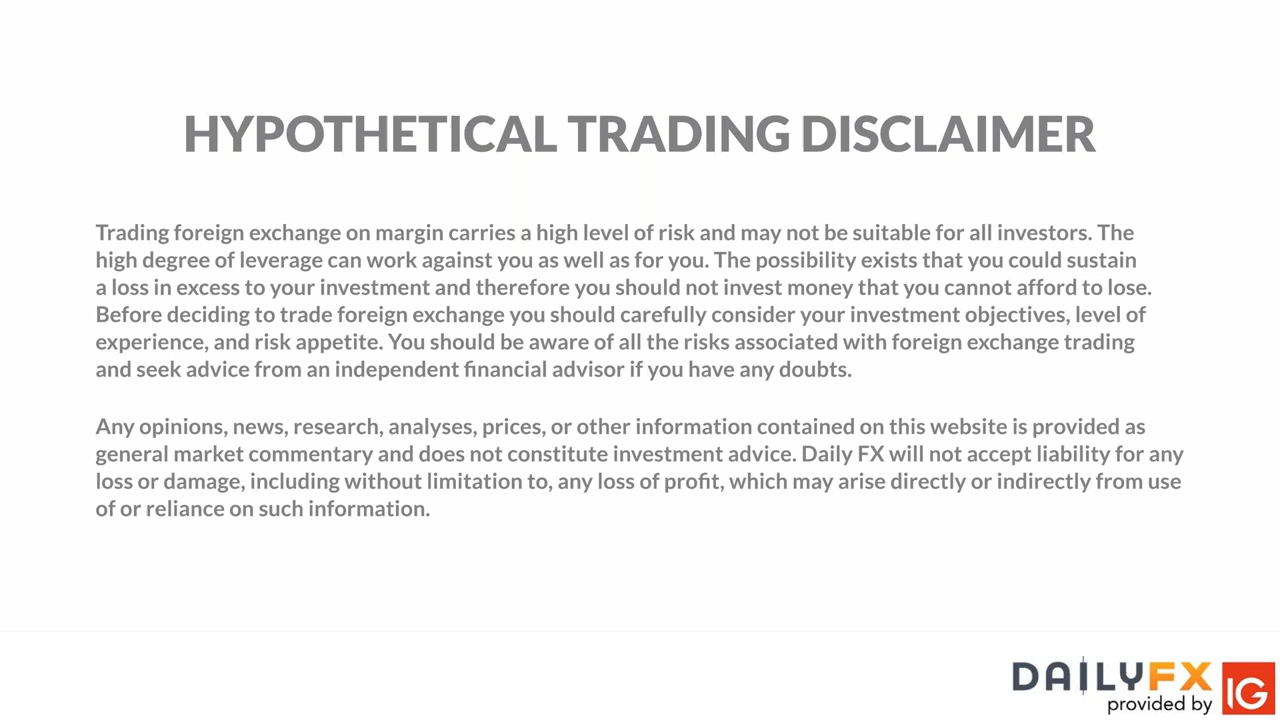 HYPOTHETICAL TRADING DISCLAIMER
Trading foreign exchange on margin carries a high level of risk and may not be suitable for all investors. The
high degree of leverage can work against you as well as for you. The possibility exists that you could sustain
a loss in excess to your investment and therefore you should not invest money that you cannot afford to lose.
Before deciding to trade foreign exchange you should carefully consider your investment objectives, level of
experience, and risk appetite. You should be aware of all the risks associated with foreign exchange trading
and seek advice from an independent financial advisor if you have any doubts.
Any opinions, news, research, analyses, prices, or other information contained on this website is provided as
general market commentary and does not constitute investment advice. Daily FX will not accept liability for any
loss or damage, including without limitation to, any loss of profit, which may arise directly or indirectly from use
of or reliance on such information.
DAILYFX
provided by IG